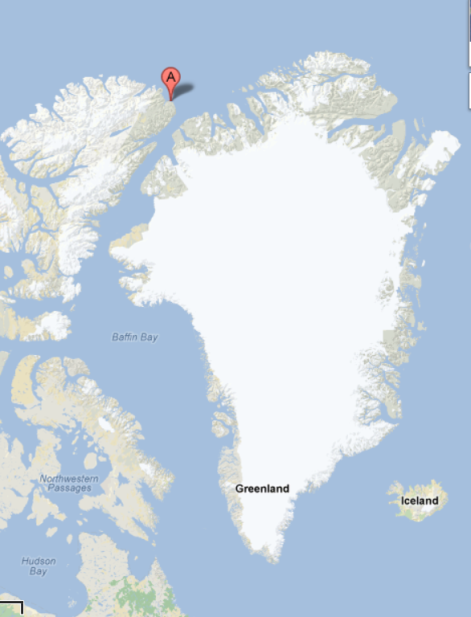 A
Baffin Bay
Northwestern
Passages
Greenland
Iceland
Hudson
Bay